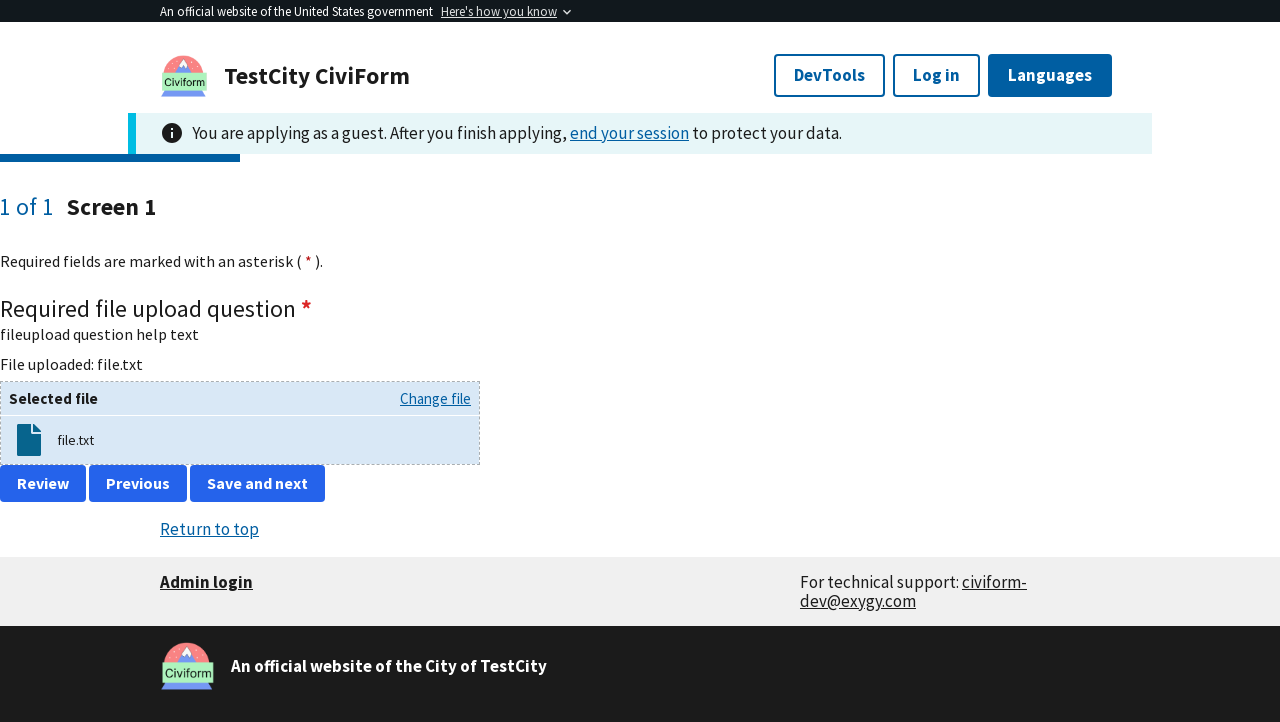 An official website of the United States government Here's how you know
Civiform
TestCity CiviForm
DevTools
Log in
Languages
You are applying as a guest. After you finish applying, end your session to protect your data.
1 of 1 Screen 1
Required fields are marked with an asterisk ( * ).
Required file upload question *
fileupload question help text
File uploaded: file.txt
Selected file
Change file
file.txt
Review
Previous
Save and next
Return to top
Admin login
For technical support: civiform-
dev@exygy.com
Civiform
An official website of the City of TestCity